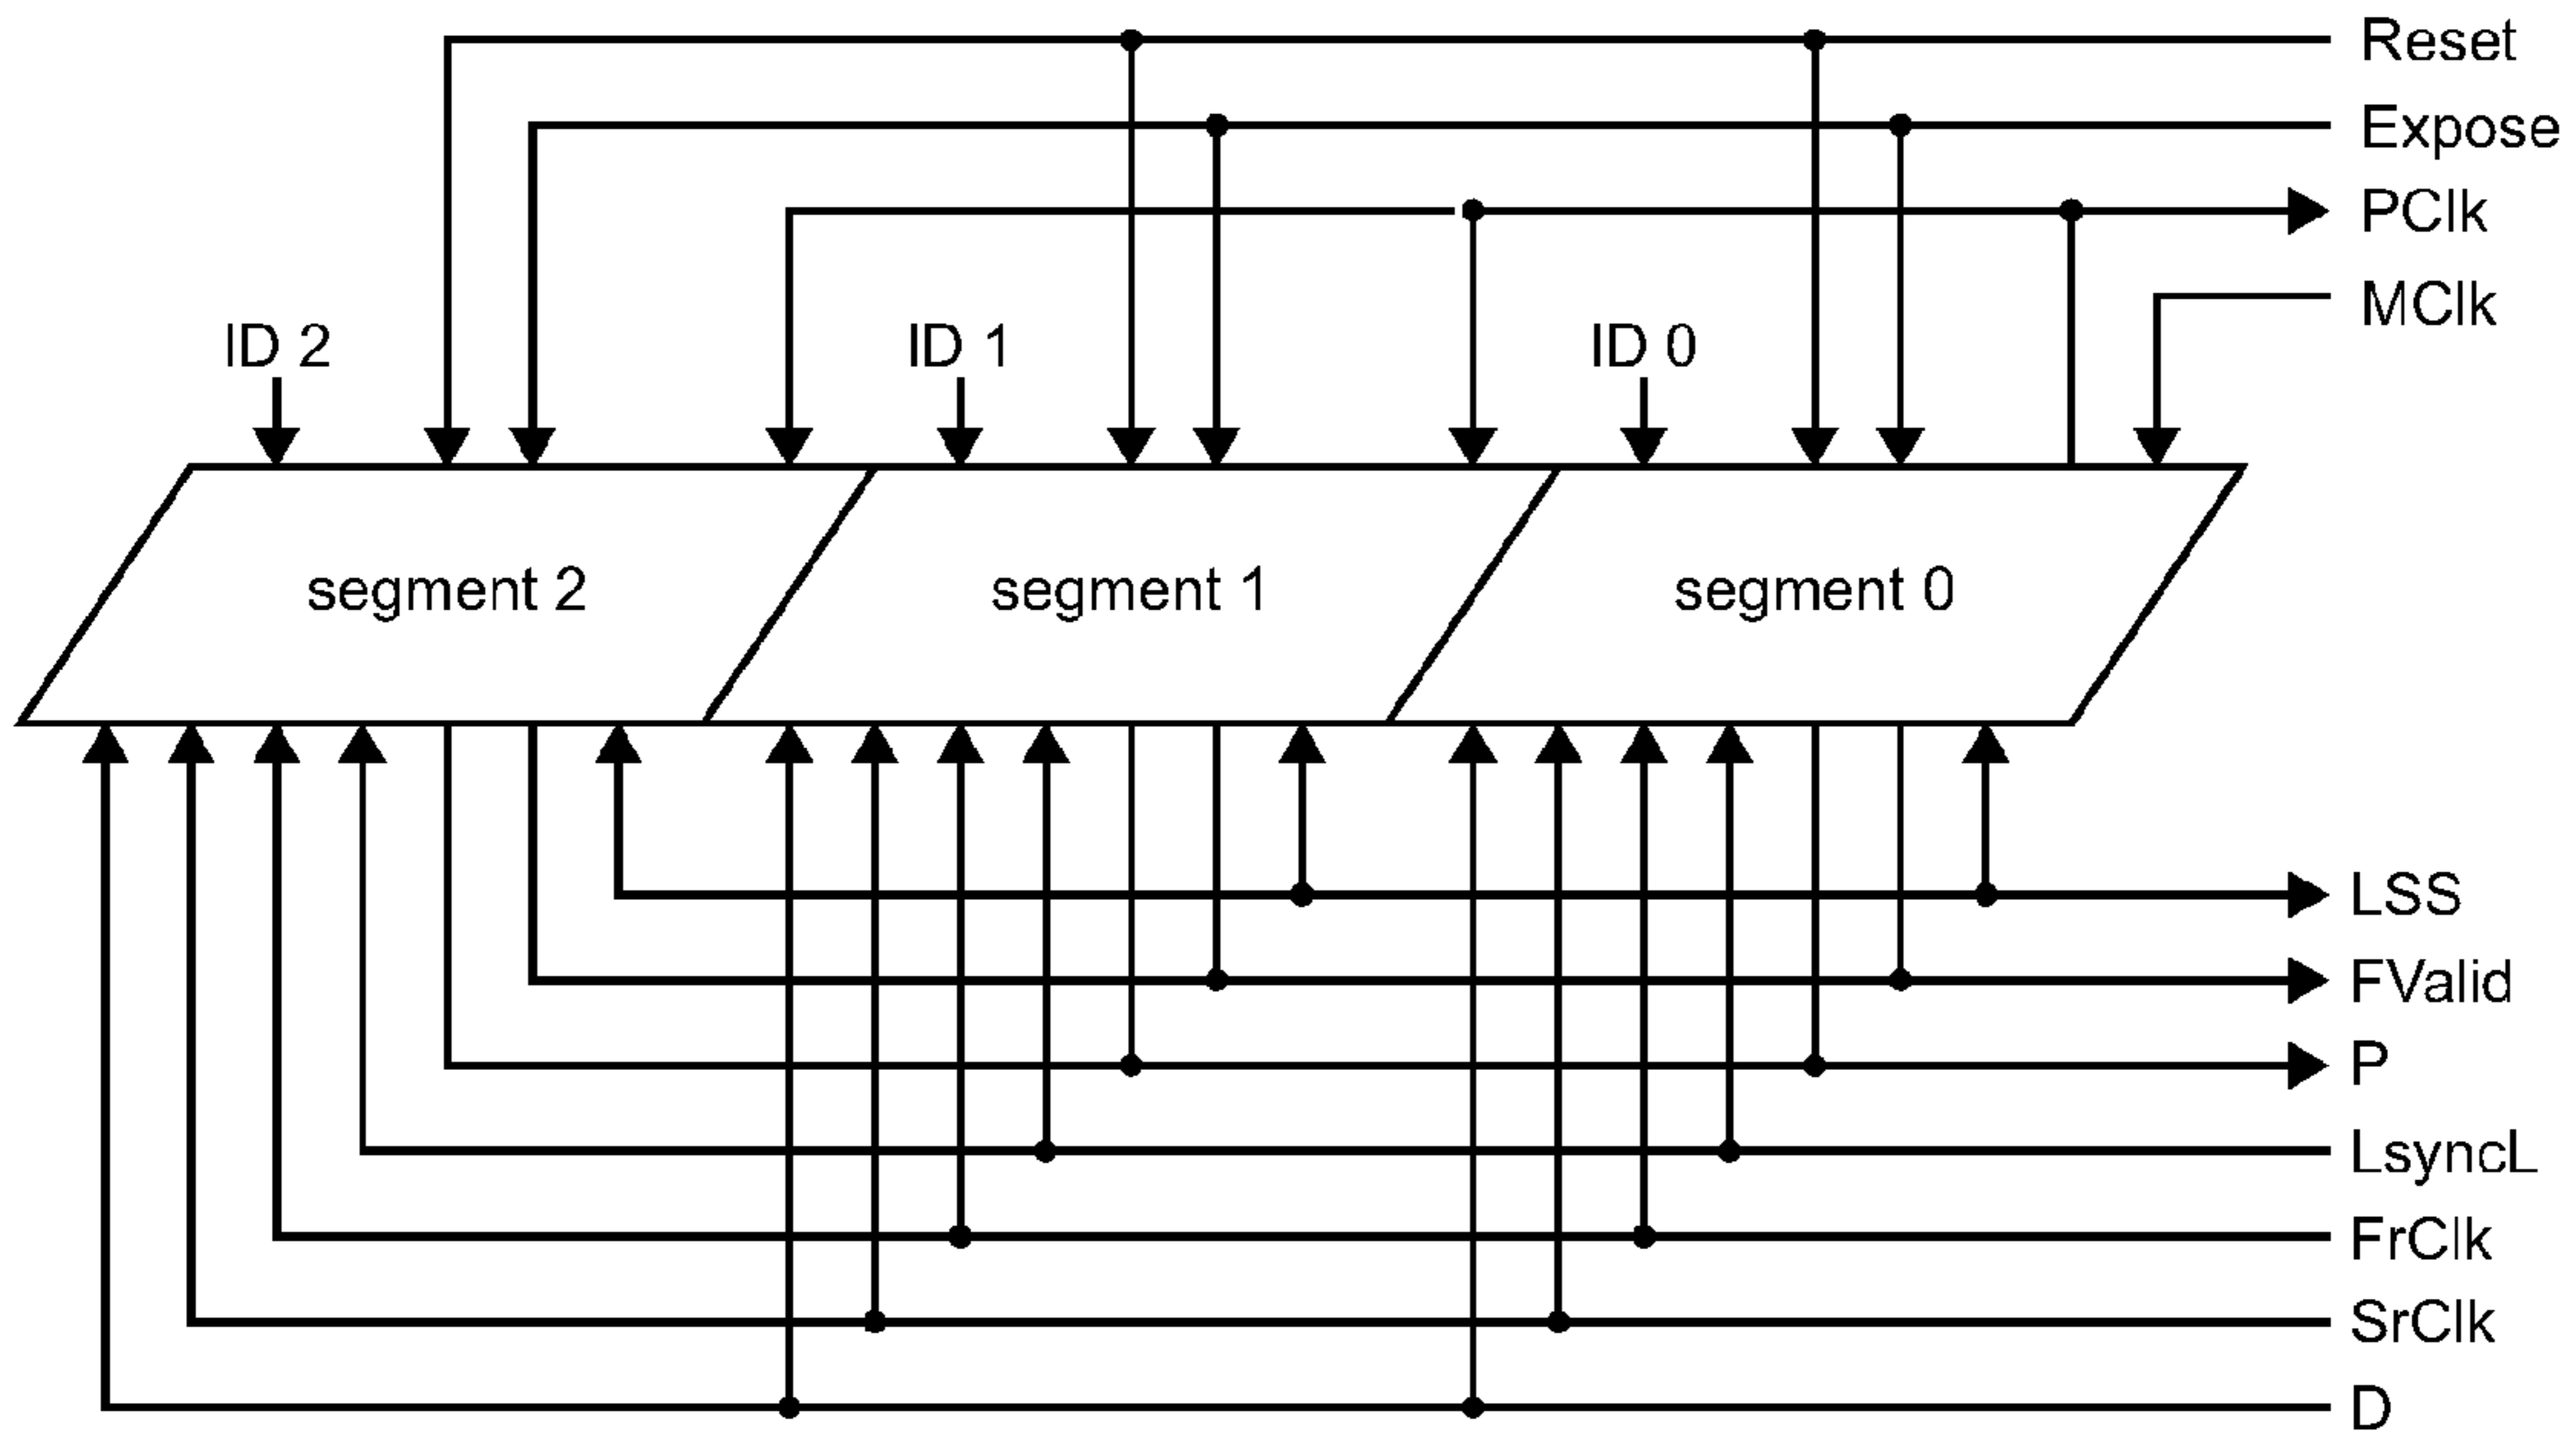 Reset
Expose
PClk
MClk
ID 2
ID 1
ID 0
segment 2
segment 1
segment 0
LSS
FValid
P
LsyncL
FrClk
SrClk
D